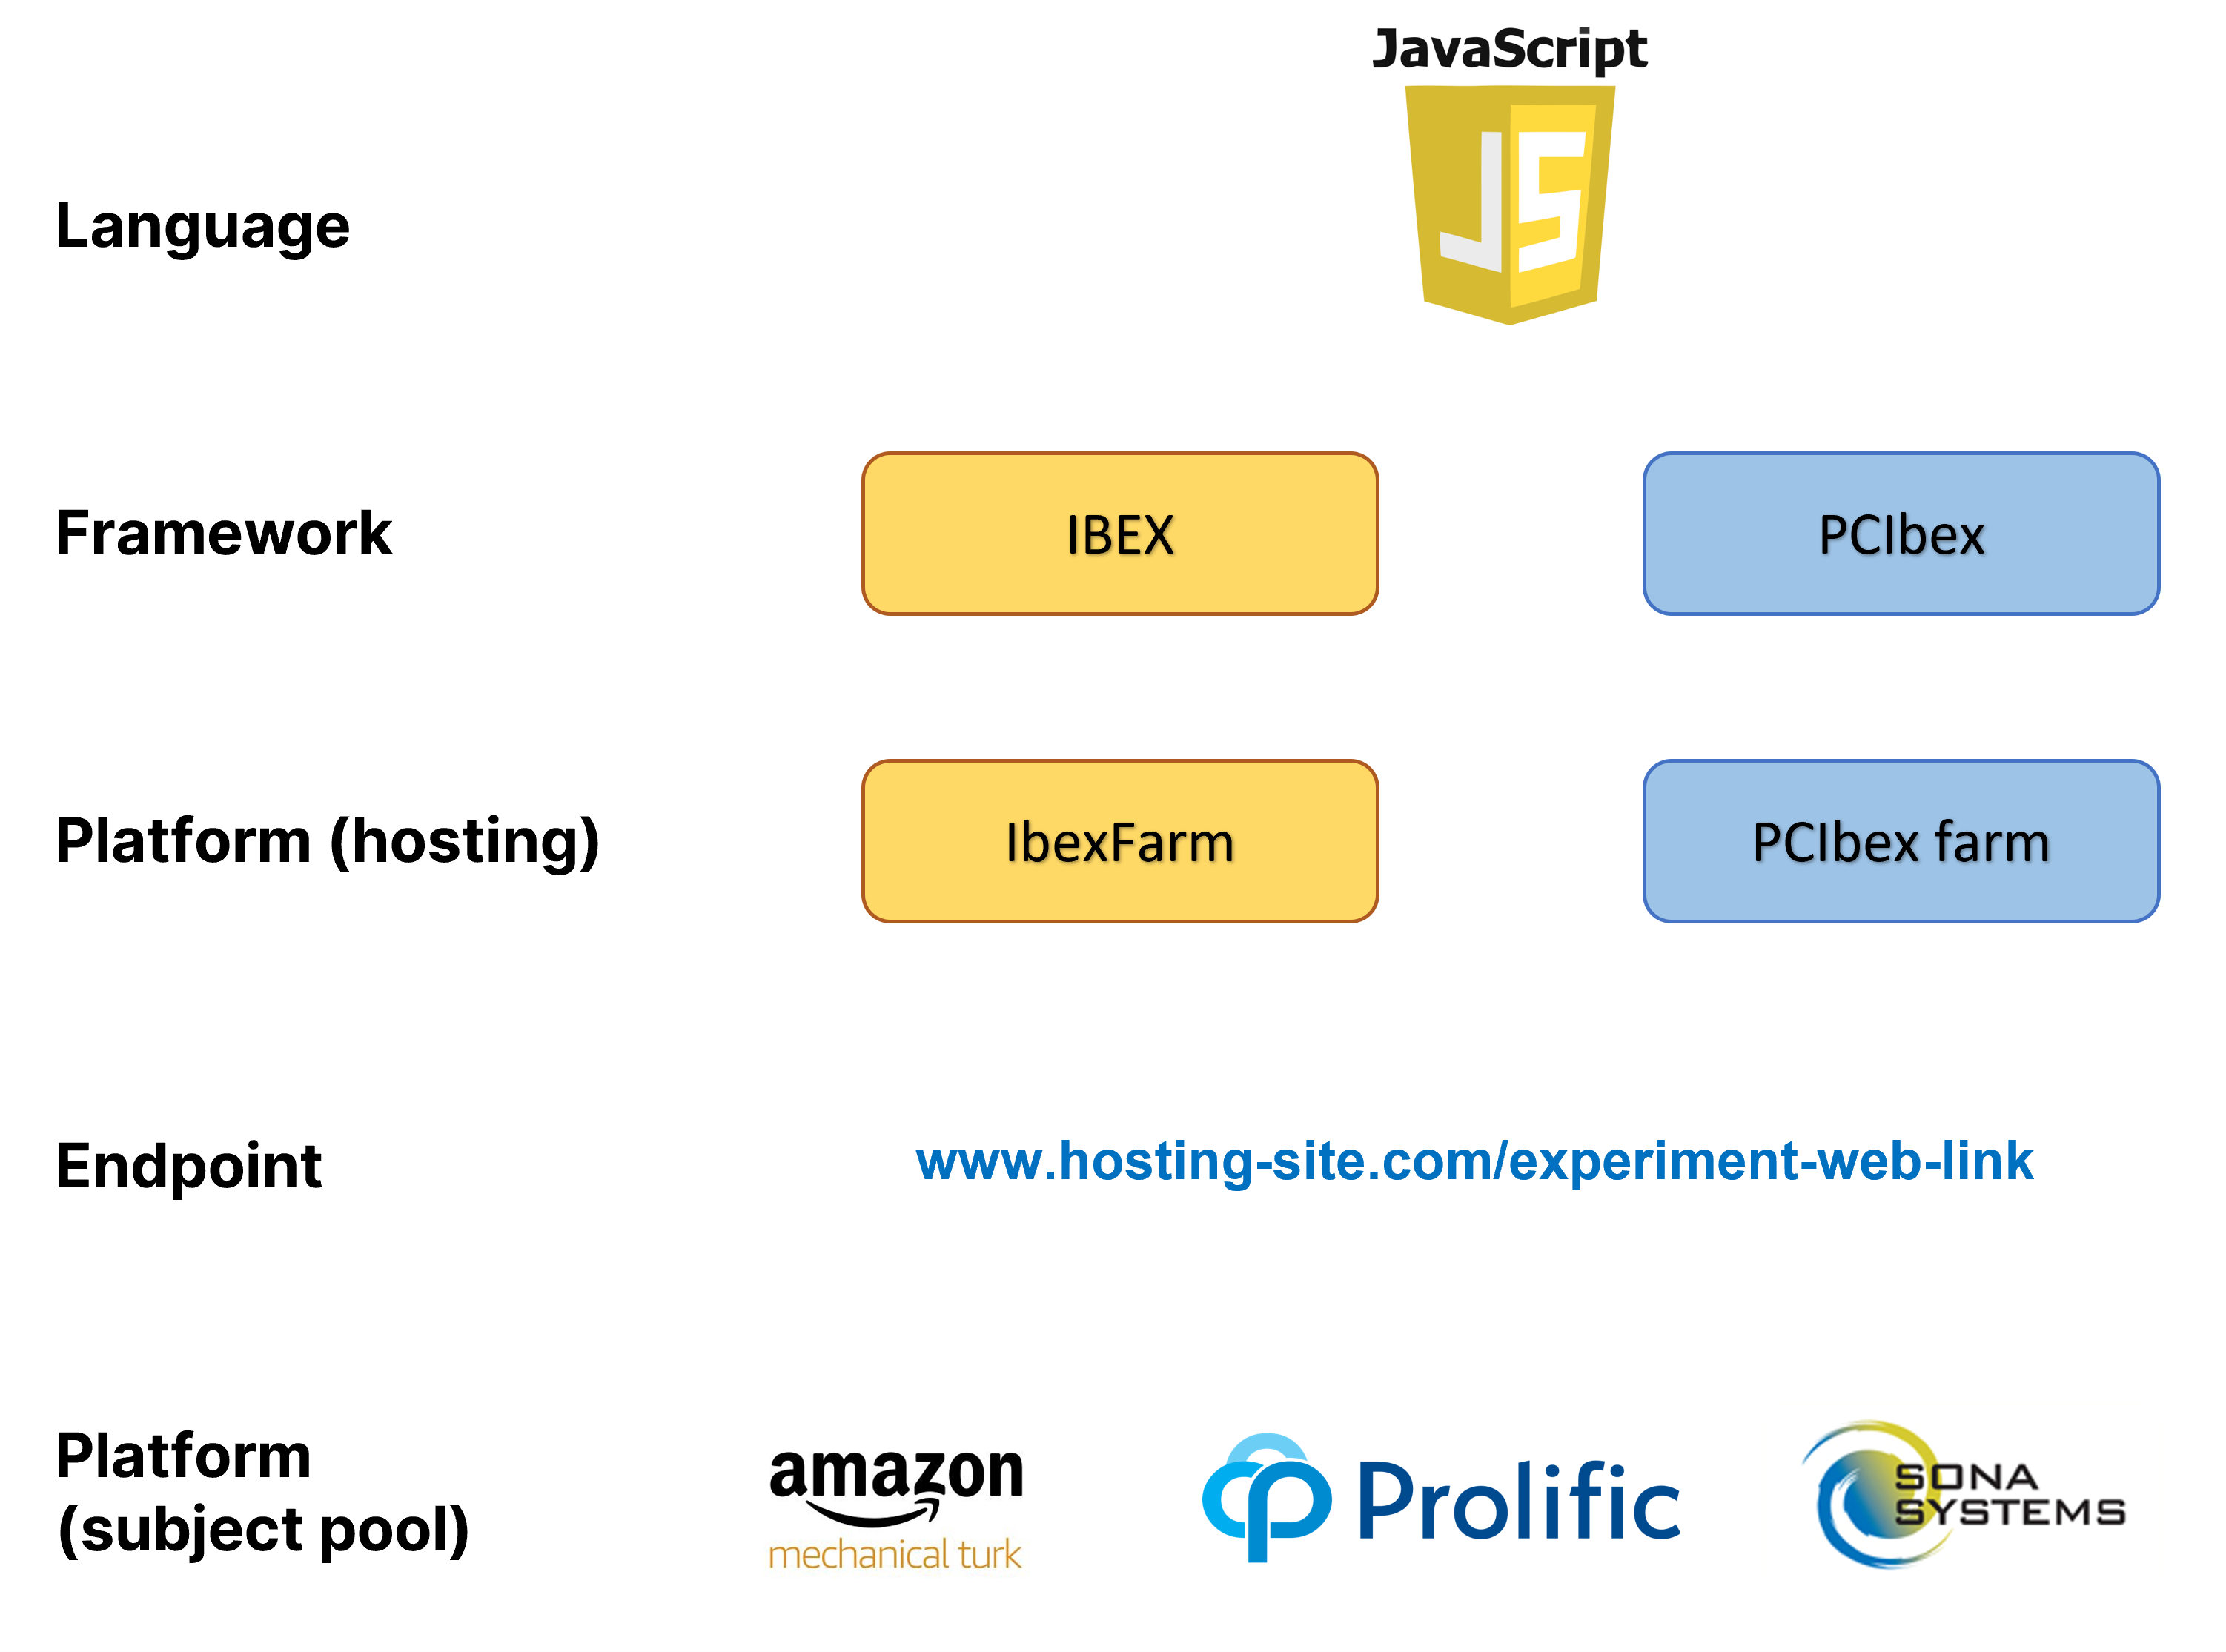 JavaScript
JS
Language
Framework
IBEX
PCIbex
Platform (hosting)
IbexFarm
PCIbex farm
Endpoint
www.hosting-site.com/experiment-web-link
Platform
(subject pool)
amazon
mechanical turk
Prolific
SONA
SYSTEMS